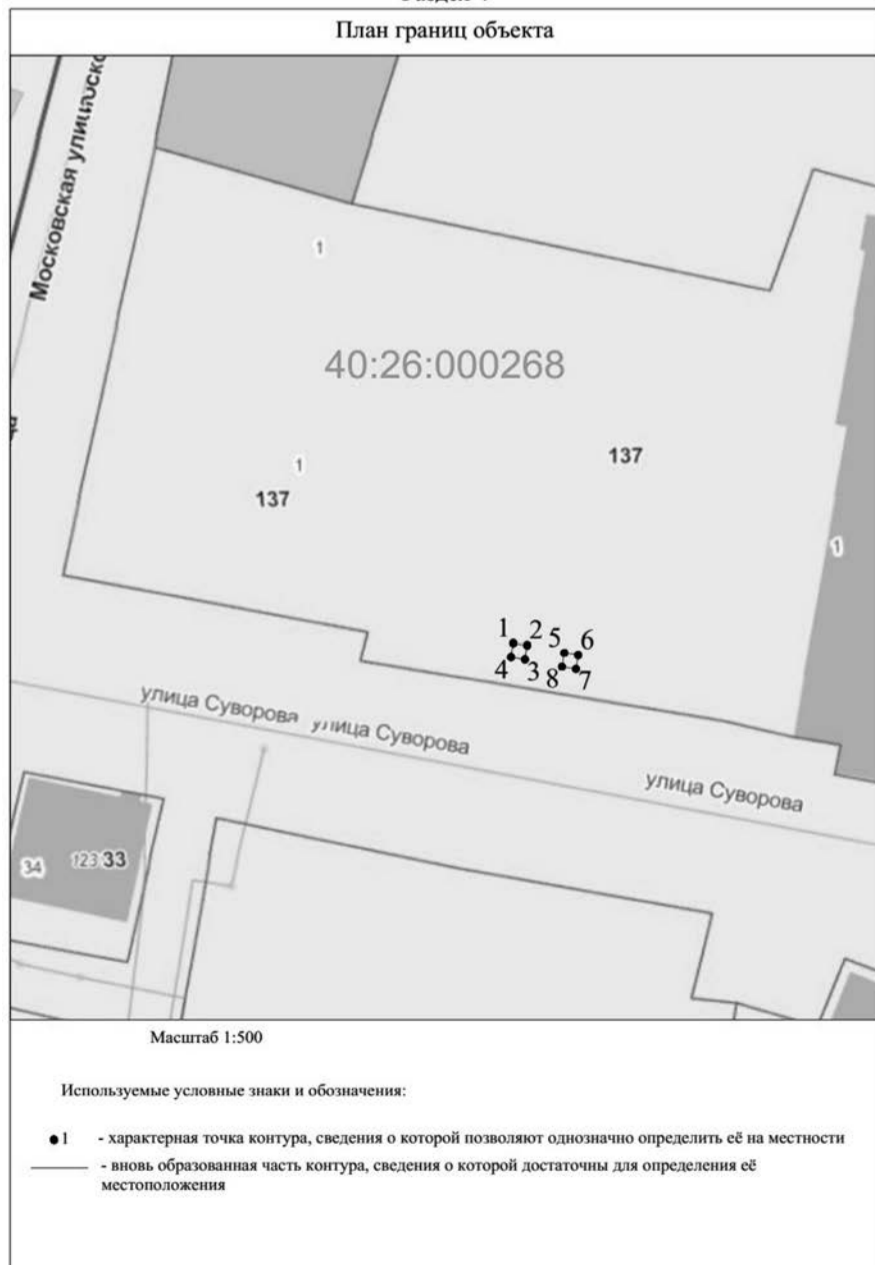 План границ объекта
Московская улица
1
40:26:000268
137
1
137
1
1 2 5 6
4 3 8 7
улица Суворова улица Суворова
улица Суворова
34 123 33
Масштаб 1:500
Используемые условные знаки и обозначения:
1 - характерная точка контура, сведения о которой позволяют однозначно определить её на местности
- вновь образованная часть контура, сведения о которой достаточны для определения её
местоположения